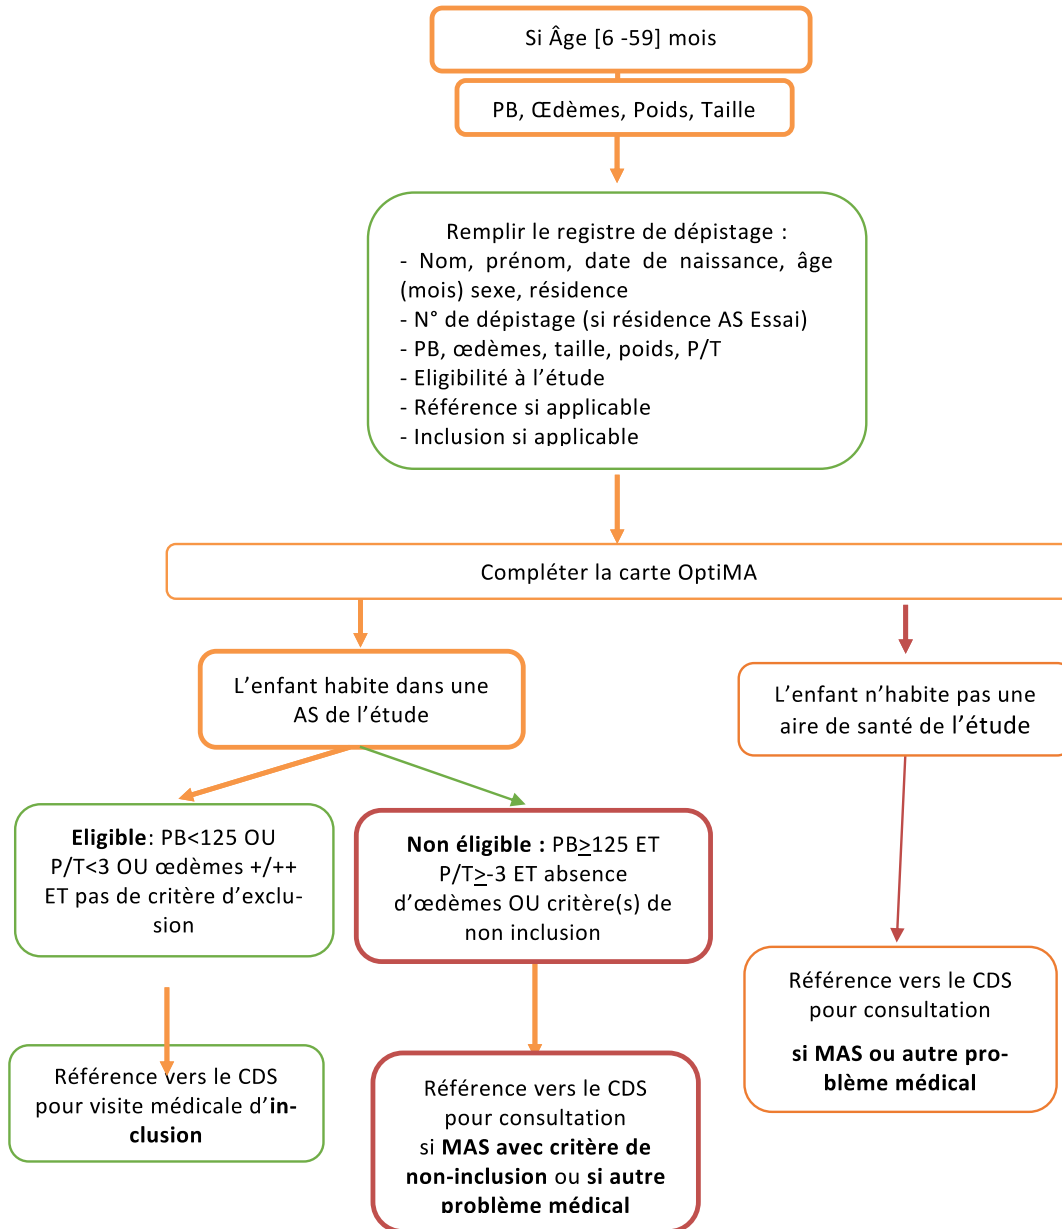 Si Âge [6 -59] mois
PB, Œdèmes, Poids, Taille
Remplir le registre de dépistage :
- Nom, prénom, date de naissance, âge
(mois) sexe, résidence
- N° de dépistage (si résidence AS Essai)
- PB, œdèmes, taille, poids, P/T
- Eligibilité à l’étude
- Référence si applicable
- Inclusion si applicable
Compléter la carte OptiMA
L’enfant habite dans une
AS de l’étude
L’enfant n’habite pas une
aire de santé de l’étude
Eligible: PB<125 OU
P/T<3 OU œdèmes +/++
ET pas de critère d’exclu-
sion
Non éligible : PB≥125 ET
P/T≥-3 ET absence
d’œdèmes OU critère(s) de
non inclusion
Référence vers le CDS
pour consultation
si MAS ou autre pro-
blème médical
Référence vers le CDS
pour visite médicale d’in-
clusion
Référence vers le CDS
pour consultation
si MAS avec critère de
non-inclusion ou si autre
problème médical